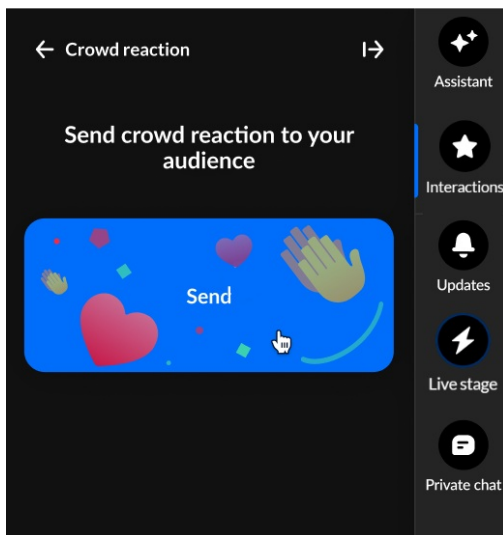 Crowd reaction
Send crowd reaction to your
audience
Send
Assistant
Interactions
Updates
Live stage
Private chat